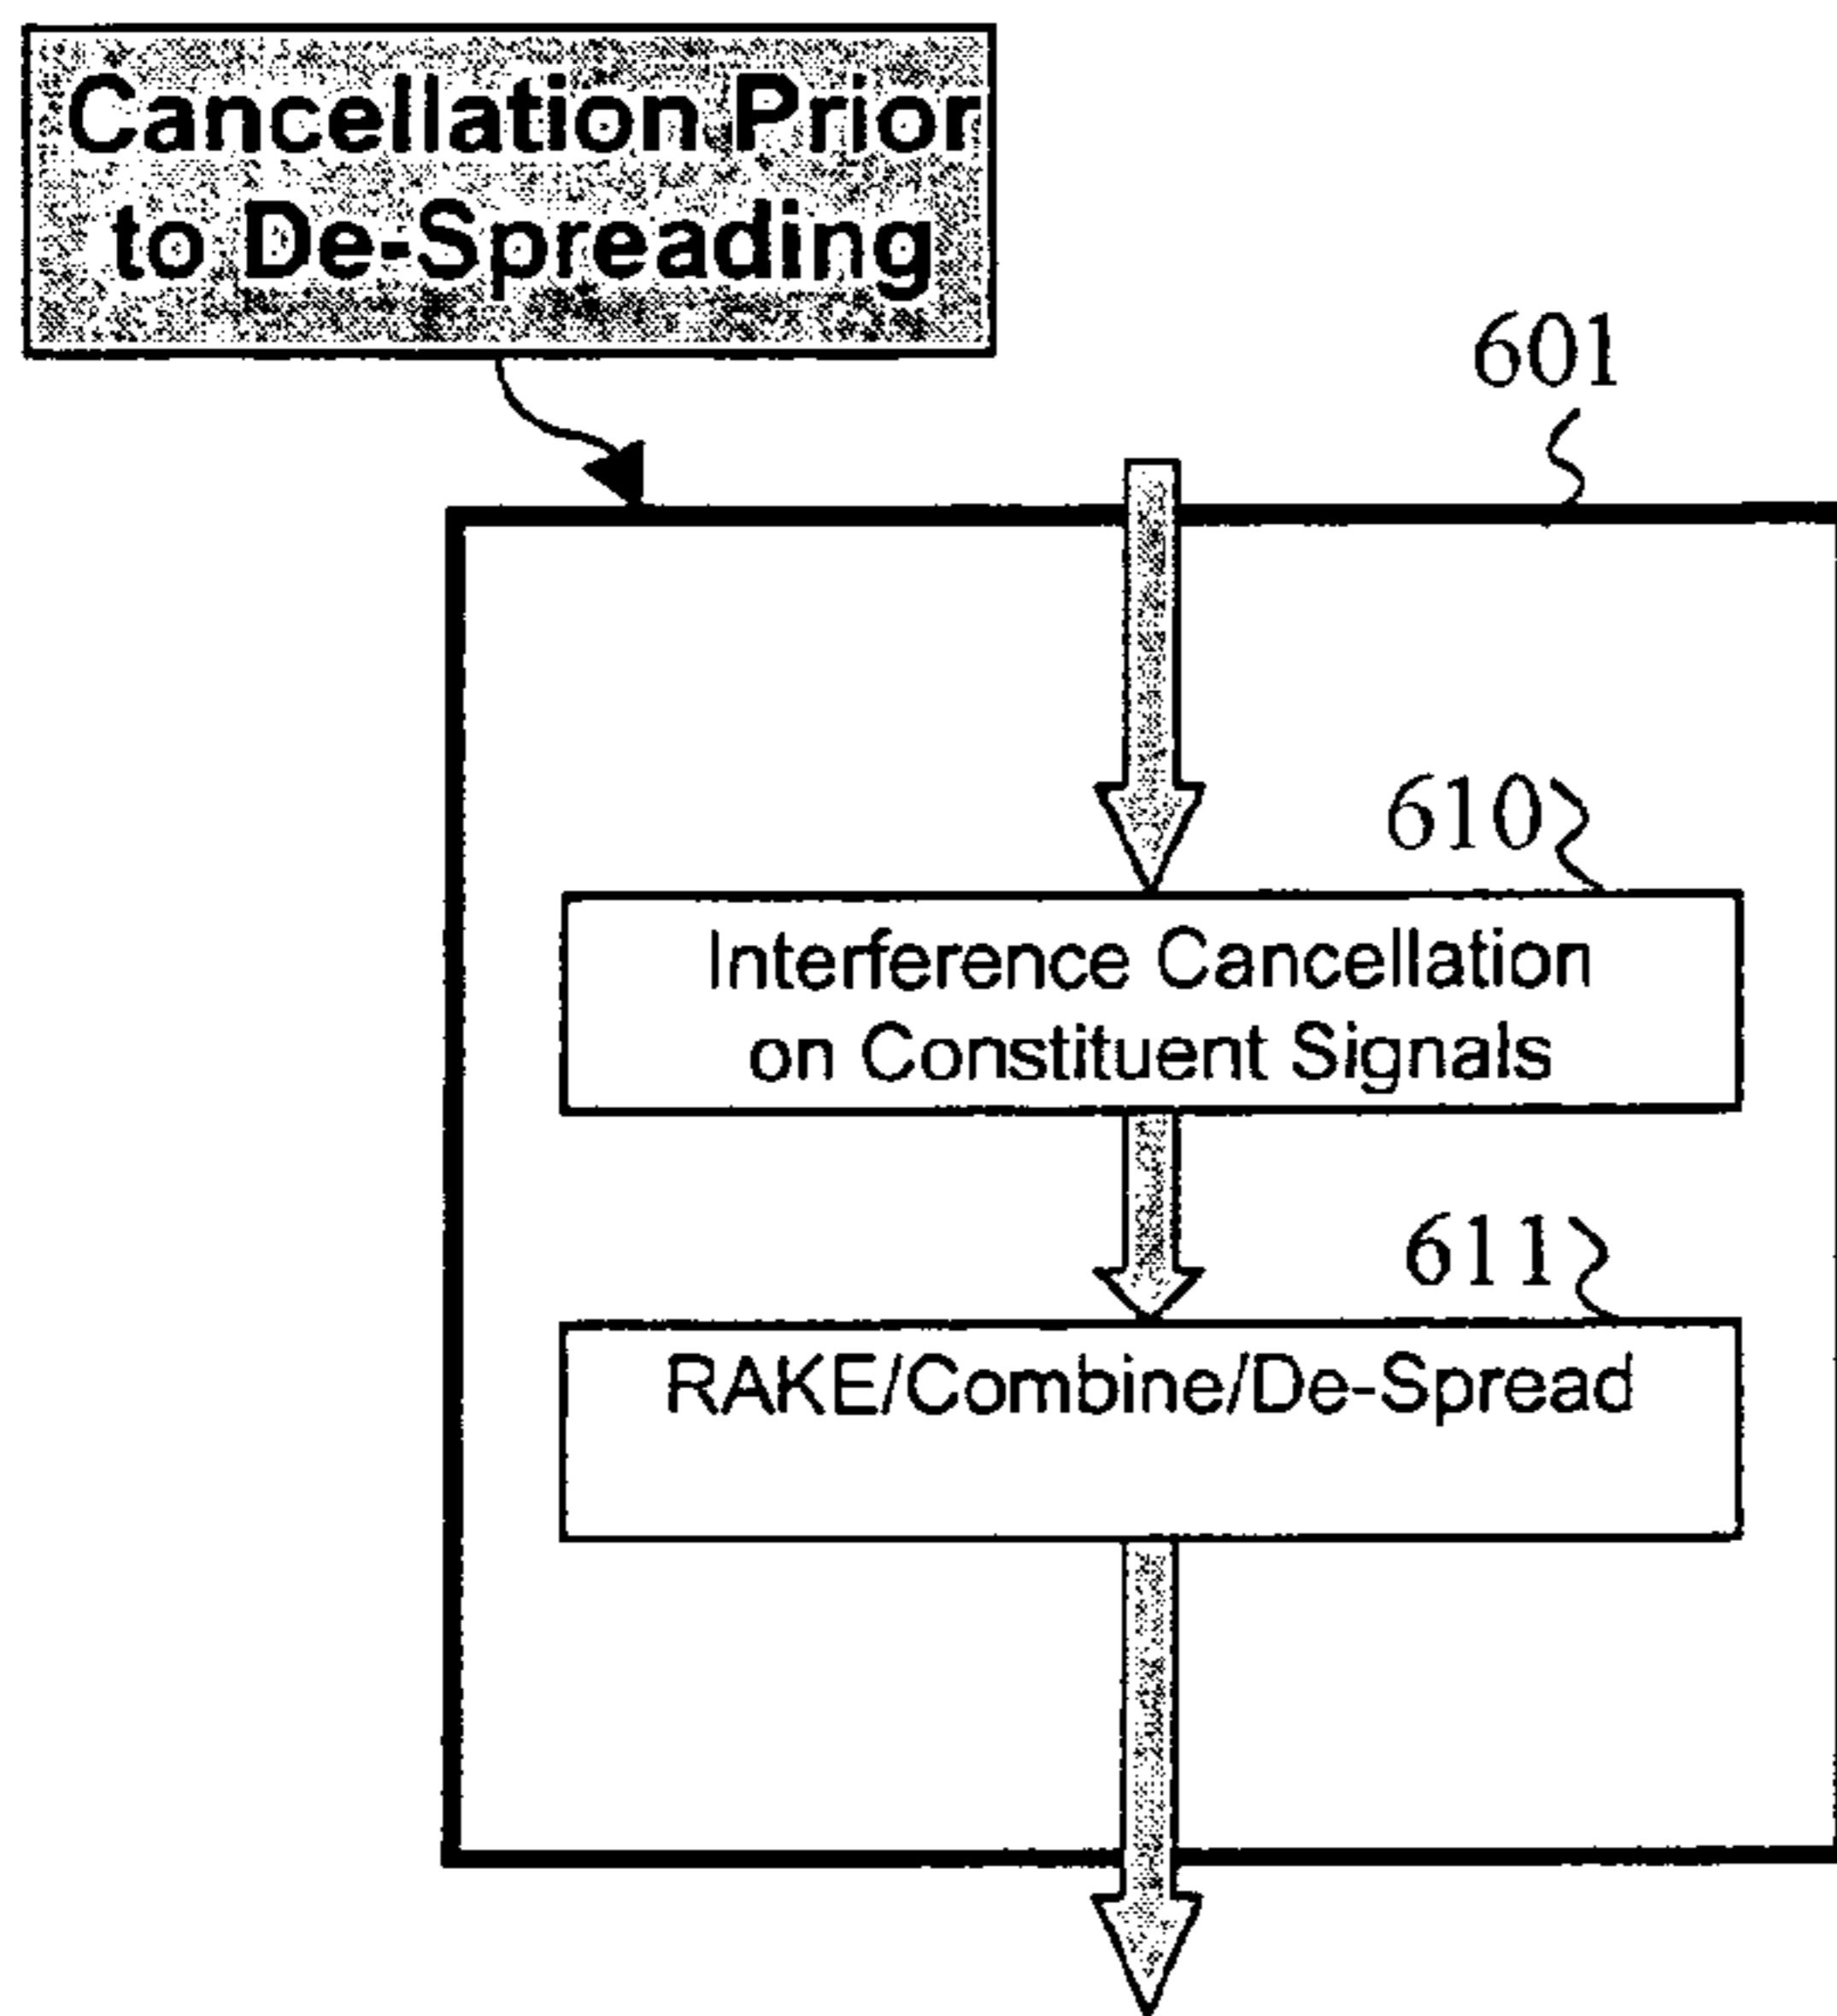 Cancellation Prior
to De-Spreading
601
610
Interference Cancellation
on Constituent Signals
611
RAKE/Combine/De-Spread